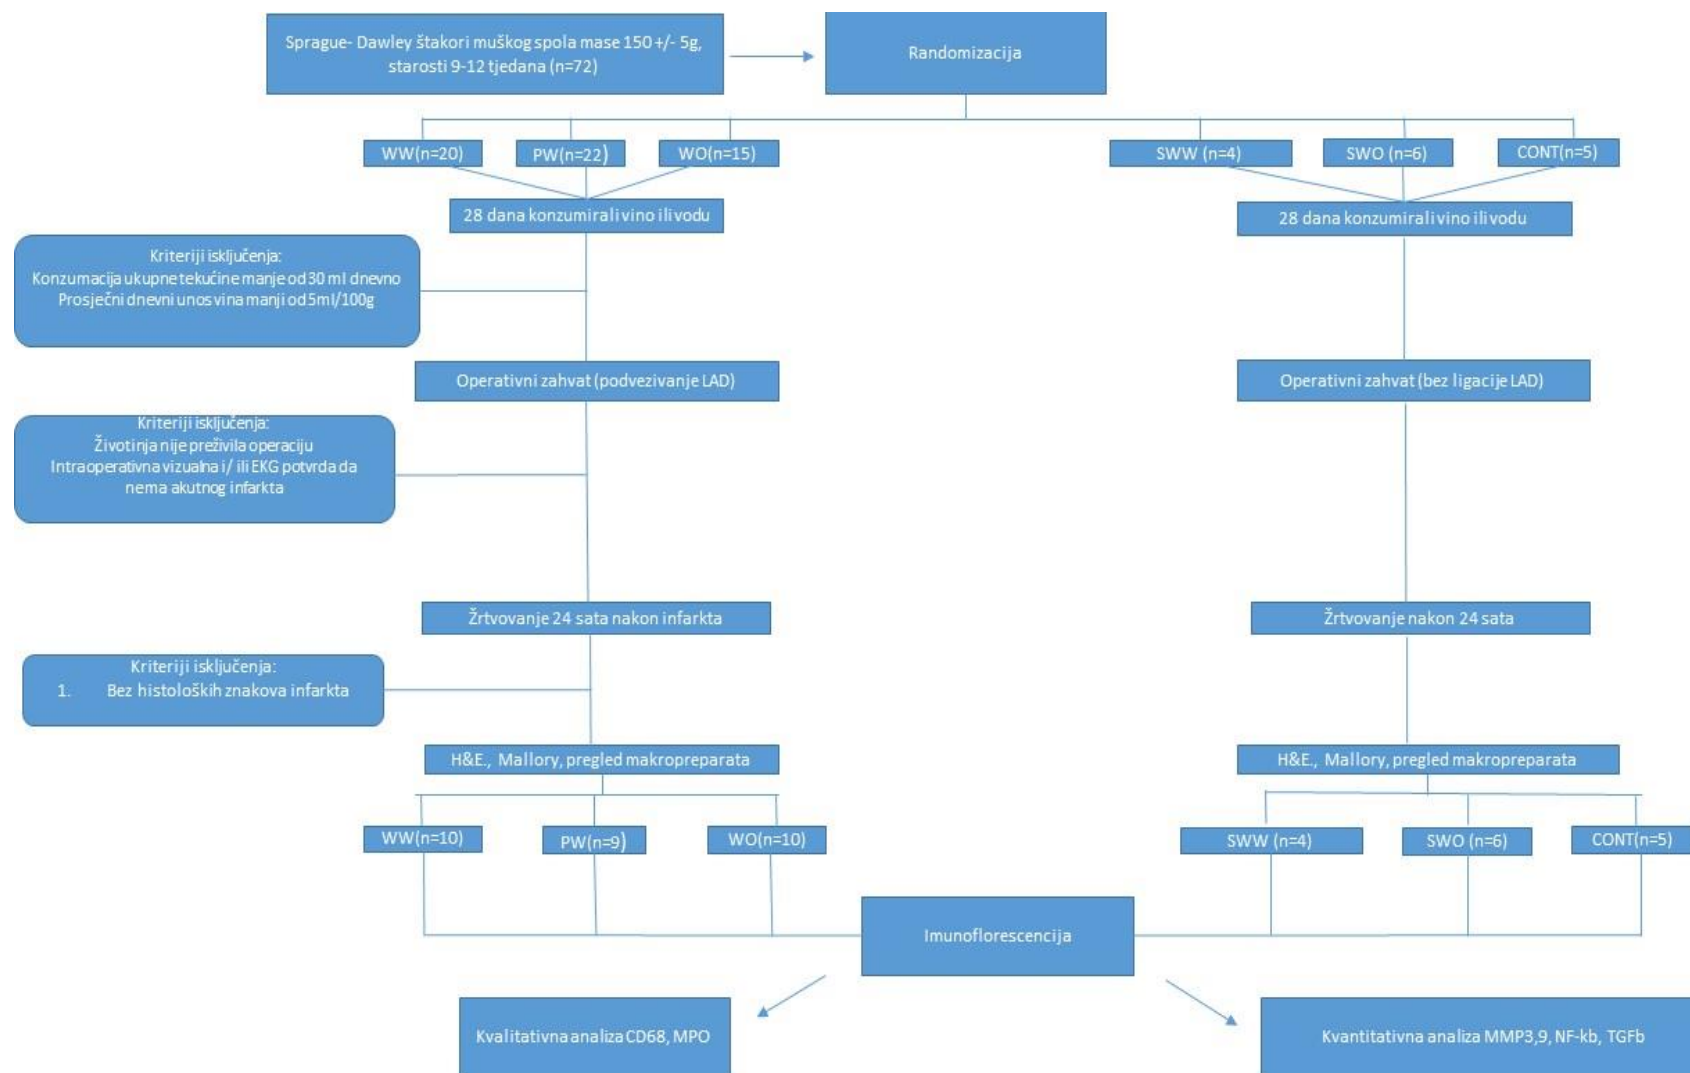 Sprague- Dawley štakori muškog spola mase 150 +/- 5g,
starosti 9-12 tjedana (n=72)
Randomizacija
WW(n=20)
PW(n=22)
WO(n=15)
SWW (n=4)
SWO (n=6)
CONT(n=5)
28 dana konzumirali vino ili vodu
28 dana konzumirali vino ili vodu
Kriteriji isključenja:
Konzumacija ukupne tekućine manje od 30 ml dnevno
Prosječni dnevni unos vina manji od 5ml/100g
Operativni zahvat (podvezivanje LAD)
Operativni zahvat (bez ligacije LAD)
Kriteriji isključenja:
Životinja nije preživila operaciju
Intraoperativna vizualna i/ ili EKG potvrda da
nema akutnog infarkta
Žrtvovanje 24 sata nakon infarkta
Žrtvovanje nakon 24 sata
Kriteriji isključenja:
1. Bez histoloških znakova infarkta
H&E., Mallory, pregled makropreparata
H&E., Mallory, pregled makropreparata
WW(n=10)
PW(n=9)
WO(n=10)
SWW (n=4)
SWO (n=6)
CONT(n=5)
Imunoflorescencija
Kvalitativna analiza CD68, MPO
Kvantitativna analiza MMP3,9, NF-kb, TGFb